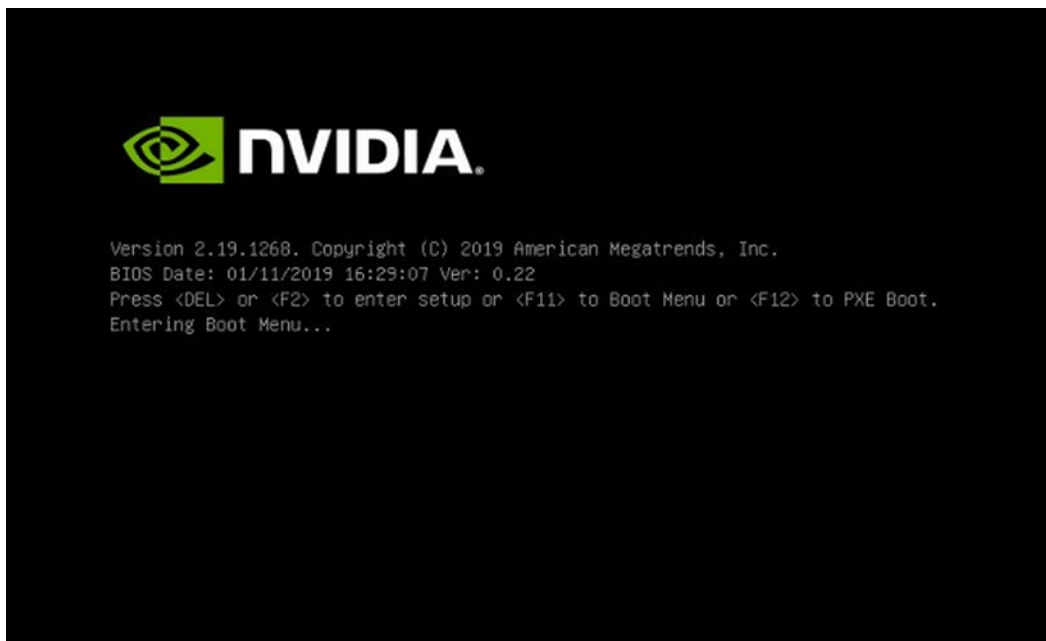 NVIDIA.
Version 2.19.1268. Copyright (C) 2019 American Megatrends, Inc.
BIOS Date: 01/11/2019 16:29:07 Ver: 0.22
Press <DEL> or <F2> to enter setup or <F11> to Boot Menu or <F12> to PXE Boot.
Entering Boot Menu...